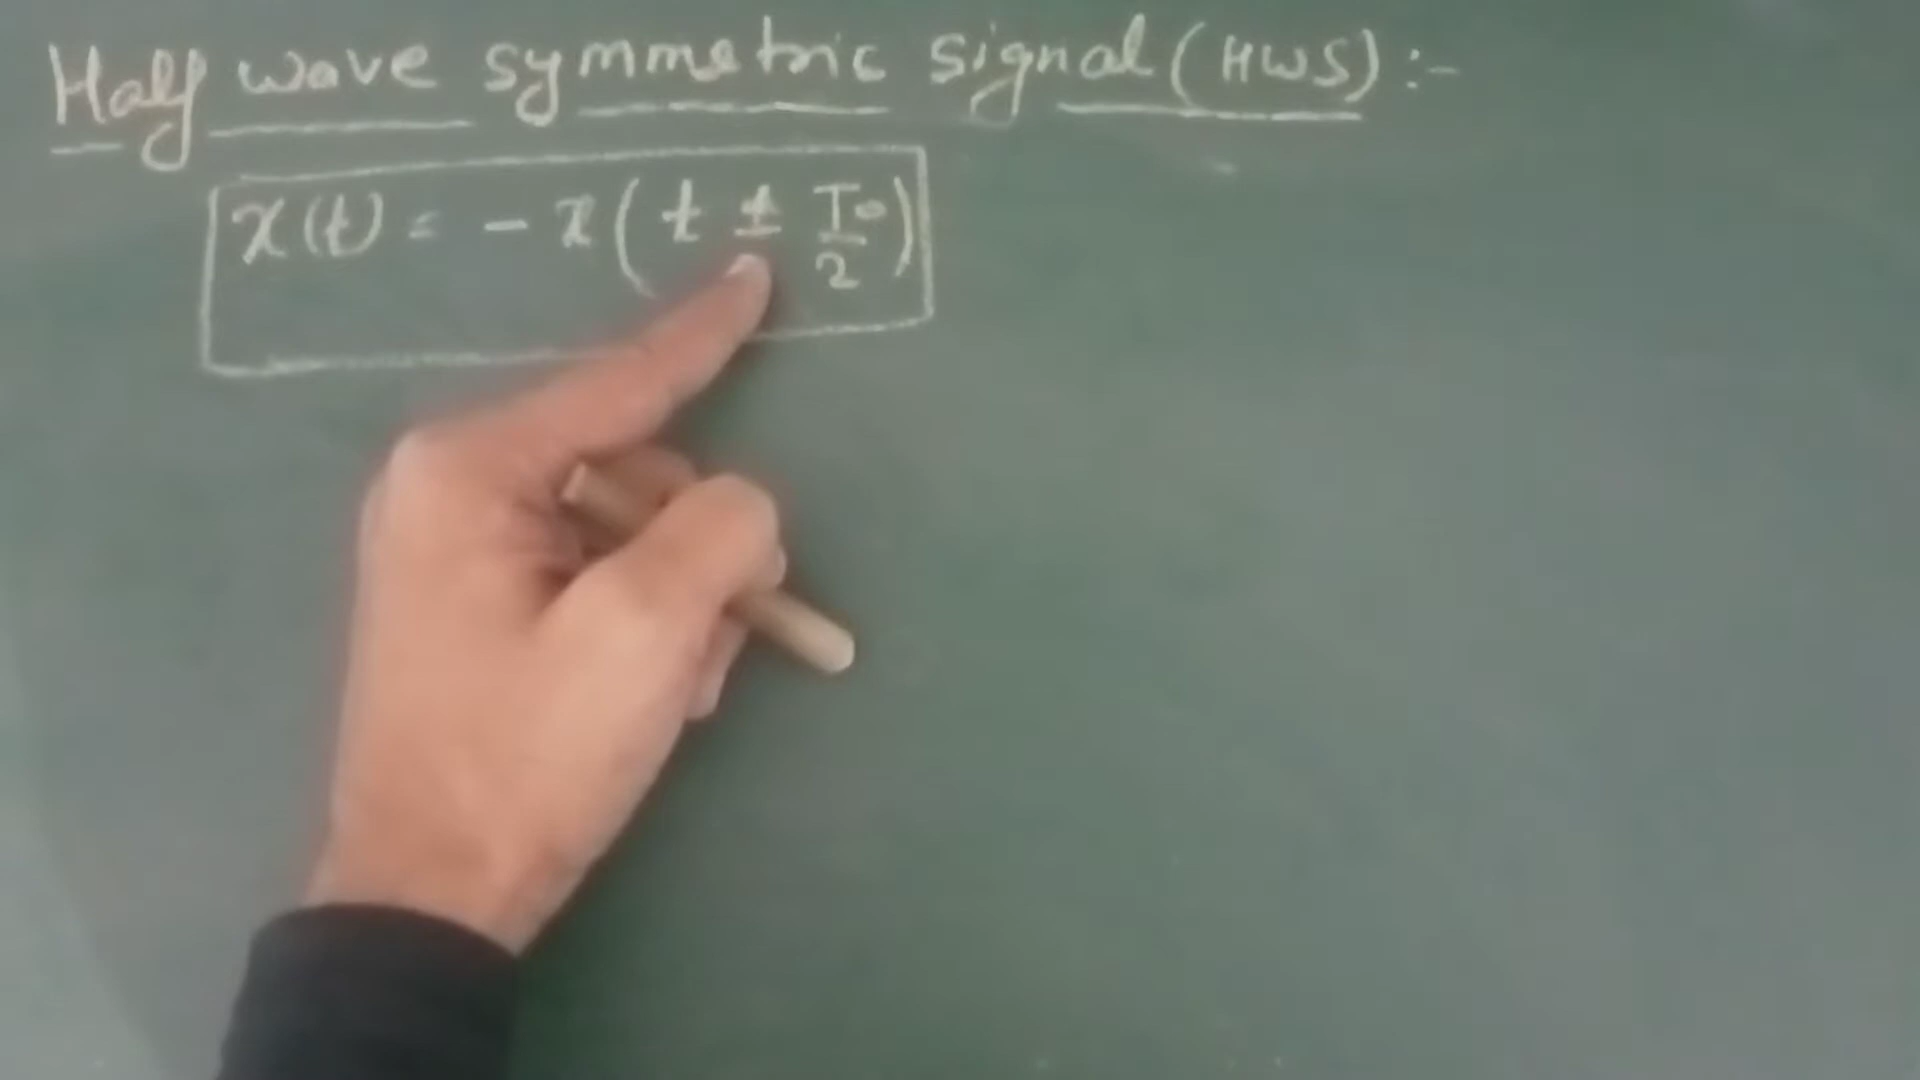 Half wave symmetric signal (HWS) :-
x(t) = - x(t ± T0/2)